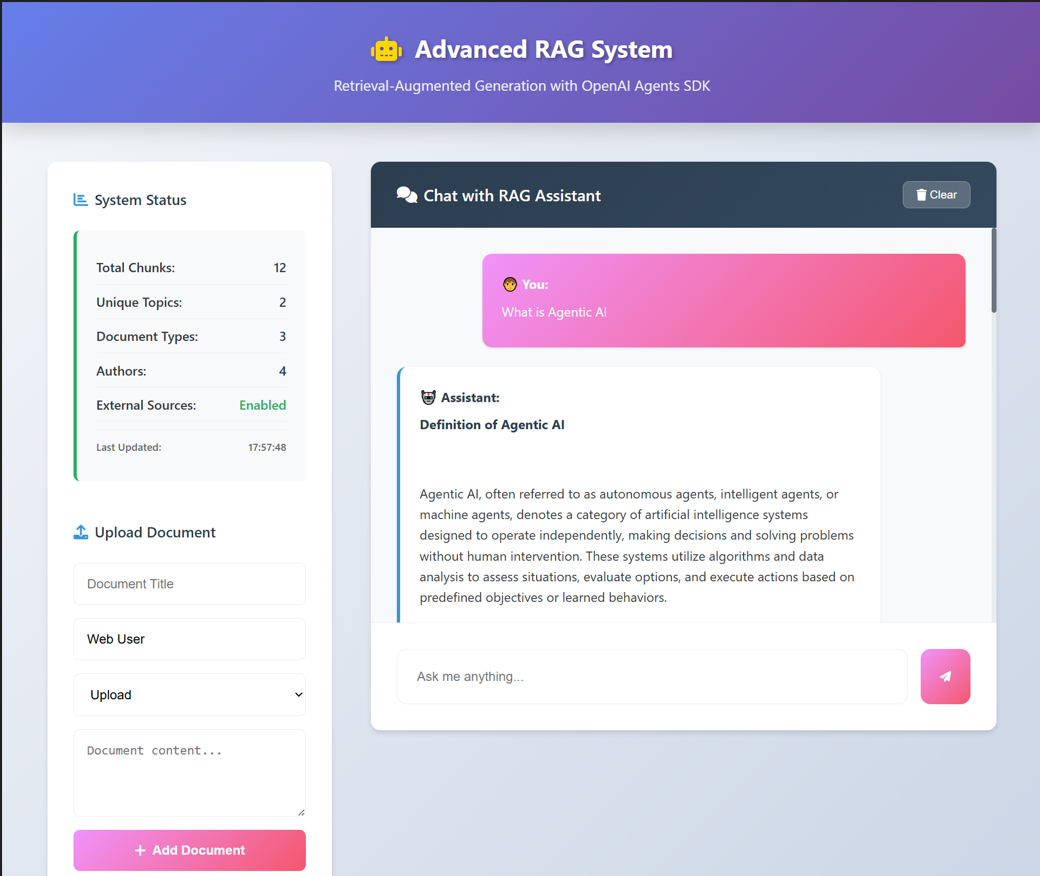 Advanced RAG System
Retrieval-Augmented Generation with OpenAI Agents SDK
System Status
Total Chunks: 12
Unique Topics: 2
Document Types: 3
Authors: 4
External Sources: Enabled
Last Updated: 17:57:48
Upload Document
Document Title
Web User
Upload
Document content...
Add Document
Chat with RAG Assistant
Clear
You:
What is Agentic AI
Assistant:
Definition of Agentic AI
Agentic AI, often referred to as autonomous agents, intelligent agents, or
machine agents, denotes a category of artificial intelligence systems
designed to operate independently, making decisions and solving problems
without human intervention. These systems utilize algorithms and data
analysis to assess situations, evaluate options, and execute actions based on
predefined objectives or learned behaviors.
Ask me anything...